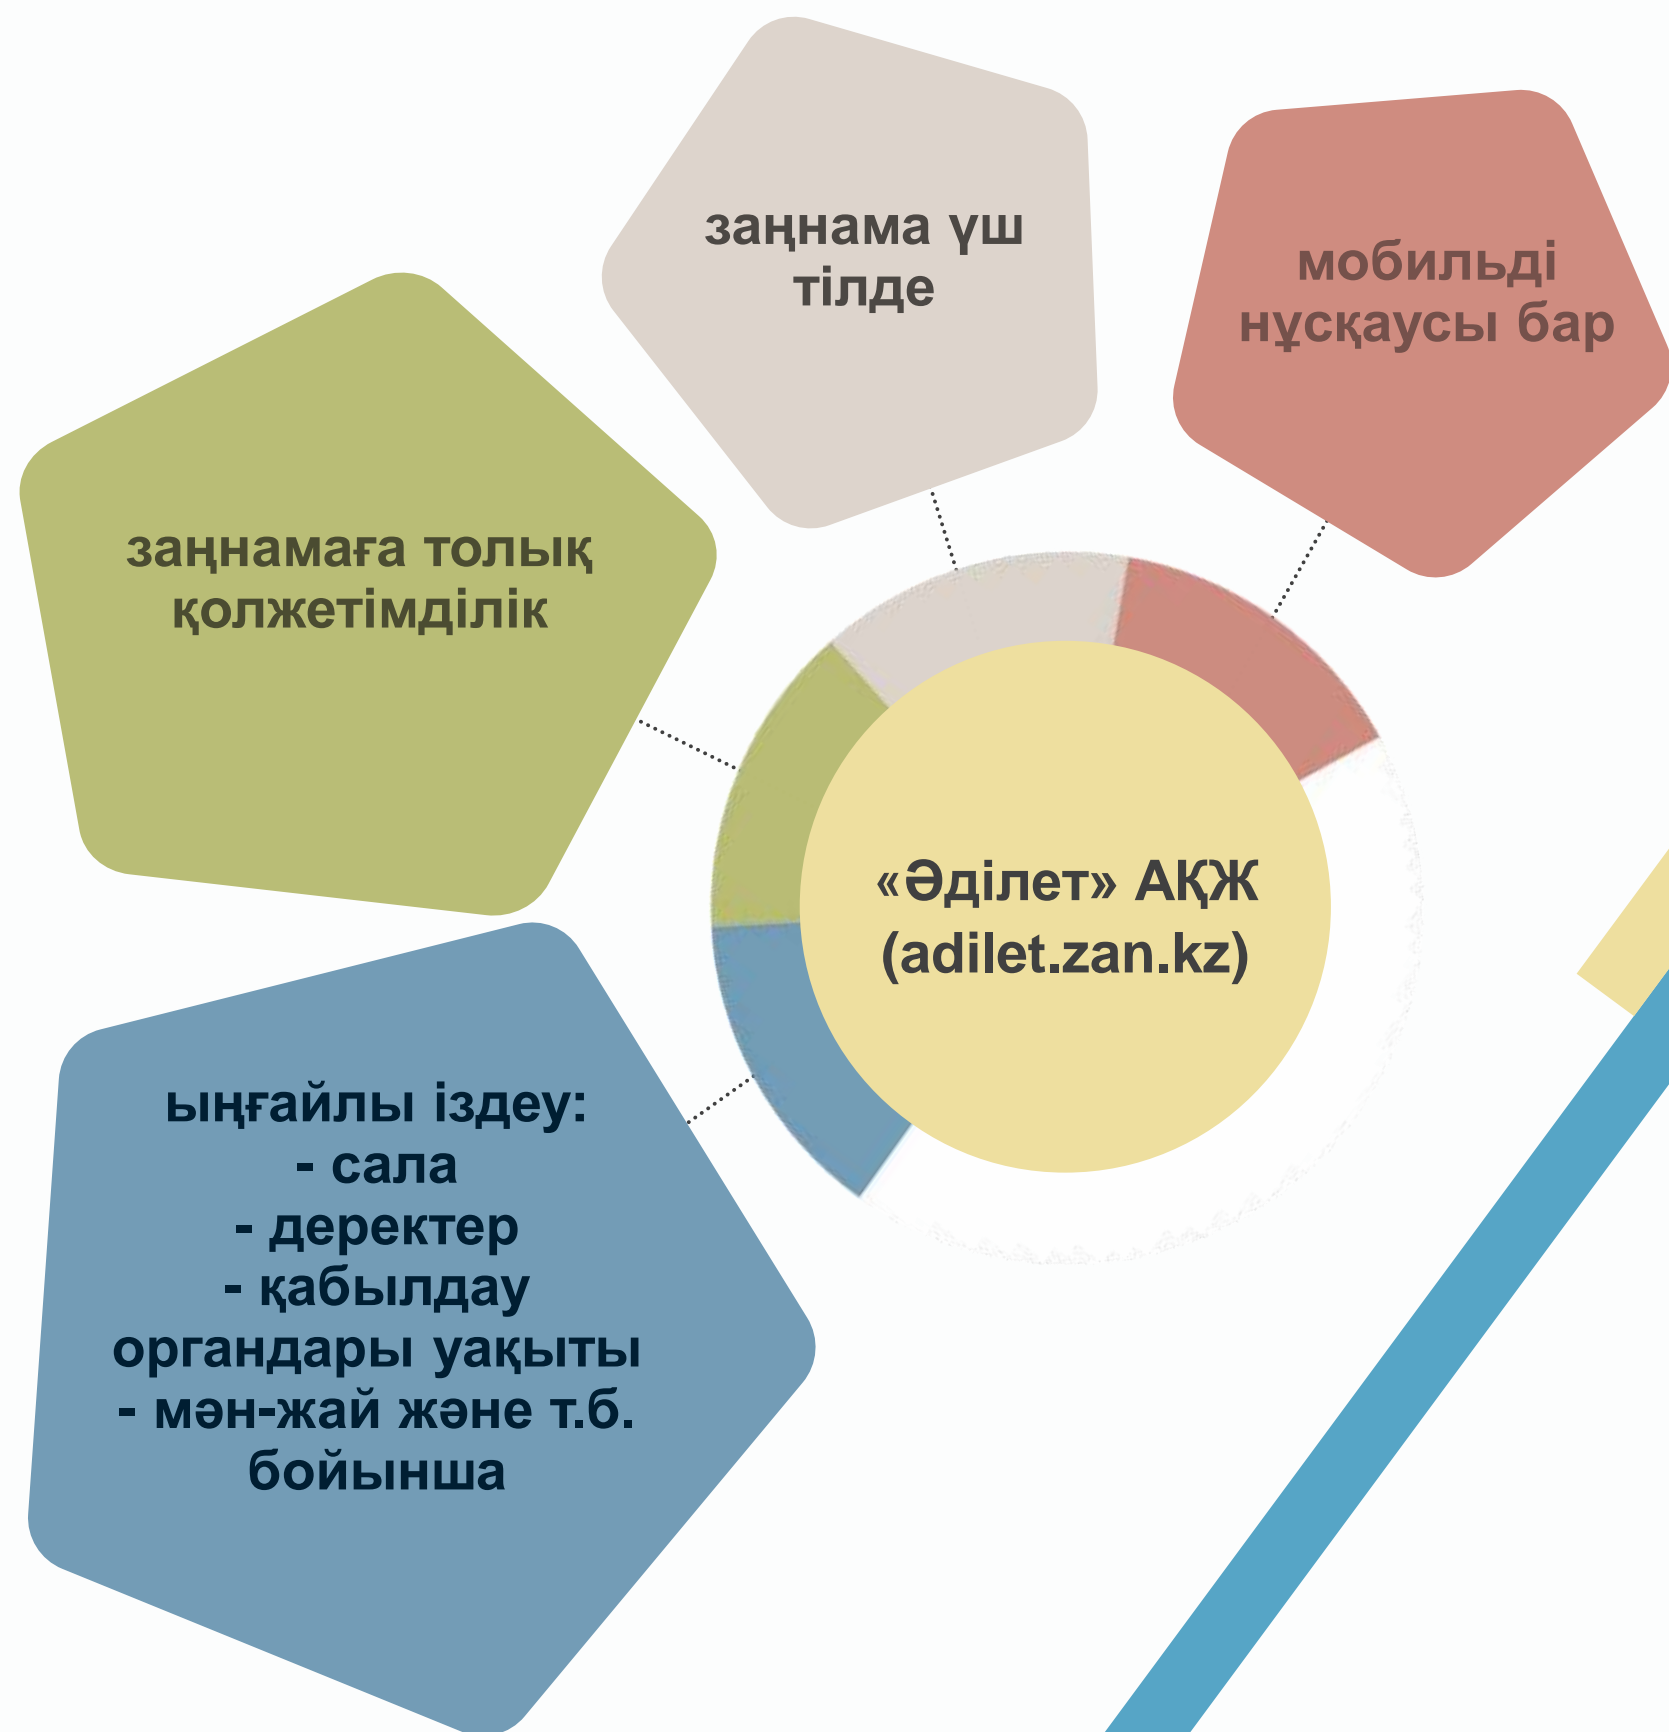 заңнама үш
тілде
мобильді
нұсқаусы бар
заңнамаға толық
қолжетімділік
«Әділет» АҚЖ
(adilet.zan.kz)
ыңғайлы іздеу:
- сала
- деректер
- қабылдау
органдары уақыты
- мән-жай және т.б.
бойынша